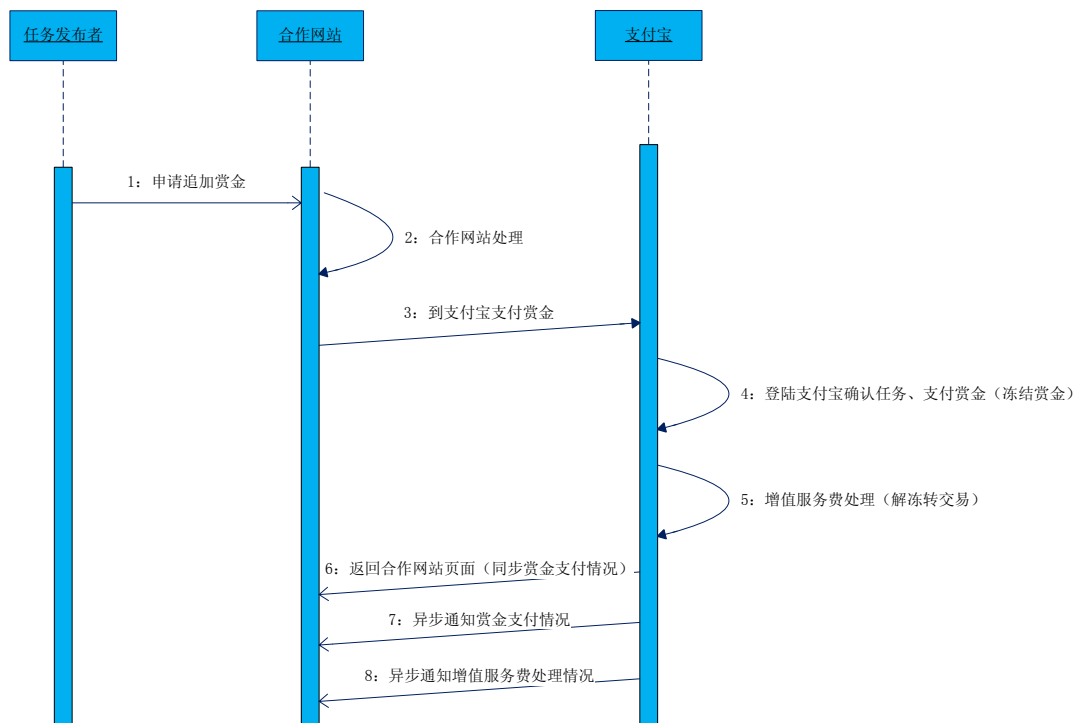 任务发布者
合作网站
支付宝
1：申请追加赏金
2：合作网站处理
3：到支付宝支付赏金
4：登陆支付宝确认任务、支付赏金（冻结赏金）
5：增值服务费处理（解冻转交易）
6：返回合作网站页面（同步赏金支付情况）
7：异步通知赏金支付情况
8：异步通知增值服务费处理情况